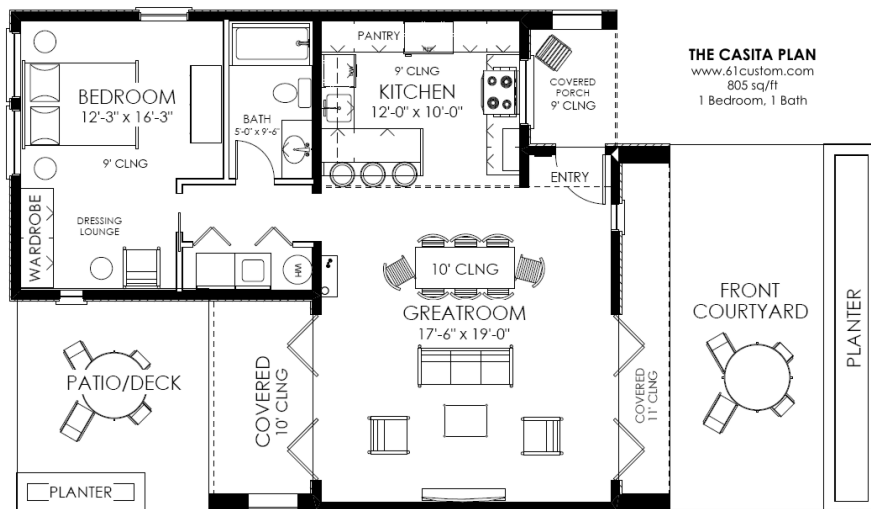 THE CASITA PLAN
www.61custom.com
805 sq/ft
1 Bedroom, 1 Bath
PANTRY
9' CLNG
KITCHEN
12'-0" x 10'-0"
COVERED
PORCH
9' CLNG
BEDROOM
12'-3" x 16'-3"
9' CLNG
BATH
5'-0" x 9'-6"
ENTRY
WARDROBE
DRESSING
LOUNGE
HW
10' CLNG
GREATROOM
17'-6" x 19'-0"
FRONT
COURTYARD
PLANTER
PATIO/DECK
COVERED
10' CLNG
COVERED
11' CLNG
PLANTER